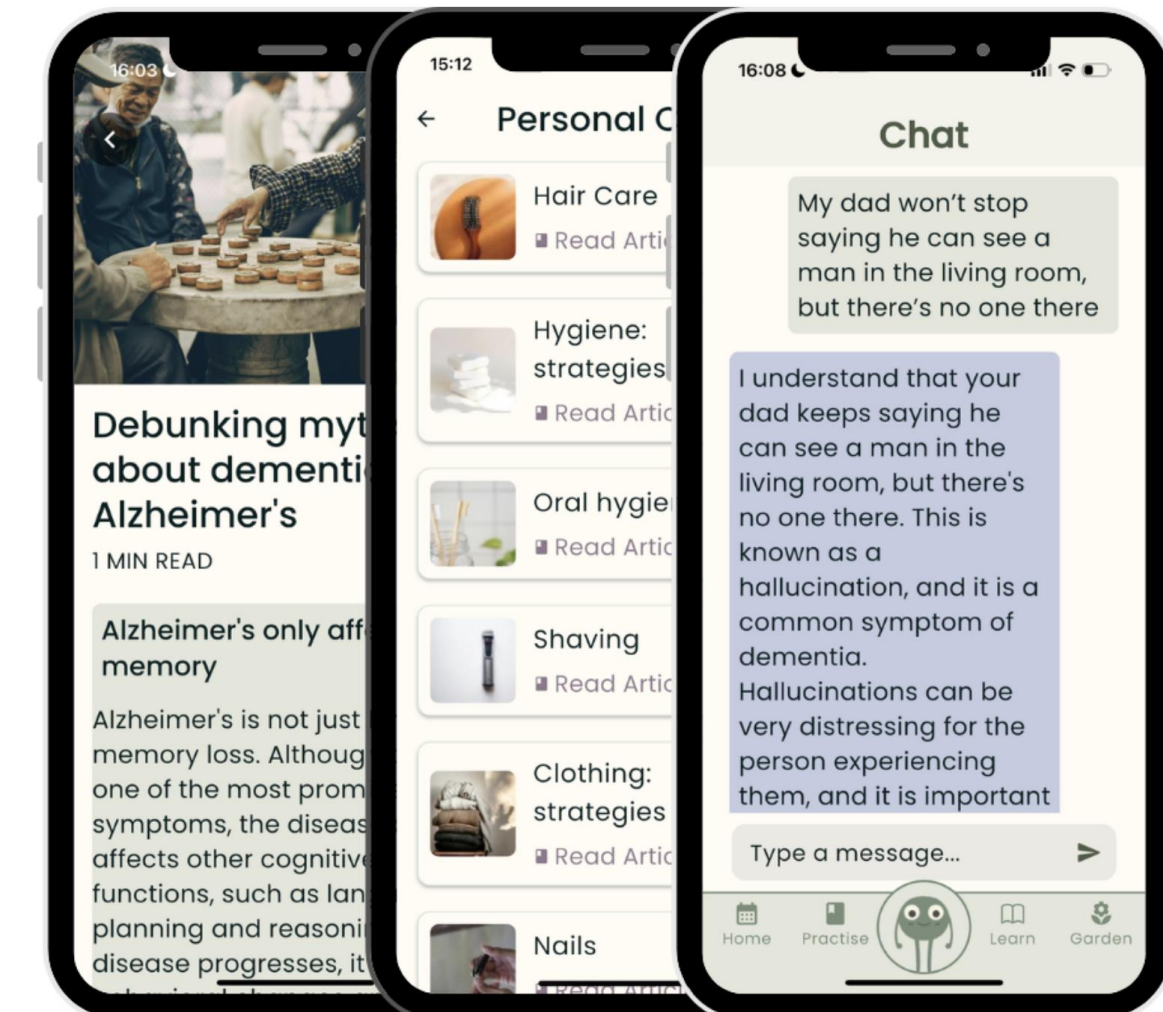 16:03
Debunking myt
about dementi
Alzheimer's
1 MIN READ
Alzheimer's only aff
memory
Alzheimer's is not just
memory loss. Althoug
one of the most prom
symptoms, the diseas
affects other cognitive
functions, such as lan
planning and reasoni
disease progresses, it
15:12
Personal C
Hair Care
Read Artic
Hygiene:
strategies
Read Artic
Oral hygie
Read Artic
Shaving
Read Artic
Clothing:
strategies
Read Artic
Nails
Read Articl
16:08
Chat
My dad won’t stop
saying he can see a
man in the living room,
but there’s no one there
I understand that your
dad keeps saying he
can see a man in the
living room, but there's
no one there. This is
known as a
hallucination, and it is a
common symptom of
dementia.
Hallucinations can be
very distressing for the
person experiencing
them, and it is important
Type a message...
Home
Practise
Learn
Garden